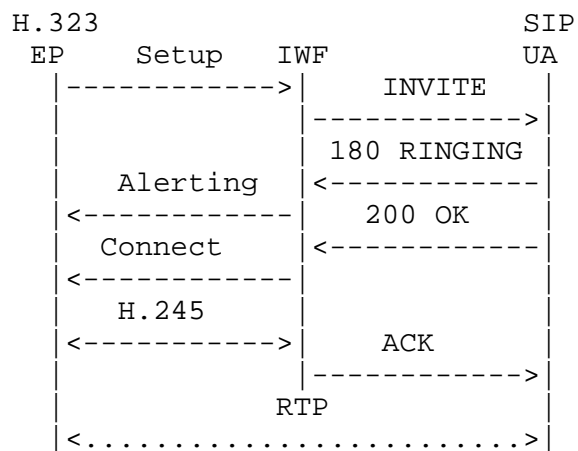 H.323 SIP
EP Setup IWF UA
|------------>| INVITE |
| |------------>|
| | 180 RINGING |
| Alerting |<------------|
|<------------| 200 OK |
| Connect |<------------|
|<------------| |
| H.245 | |
|<----------->| ACK |
| |------------>|
| RTP |
|<.........................>|